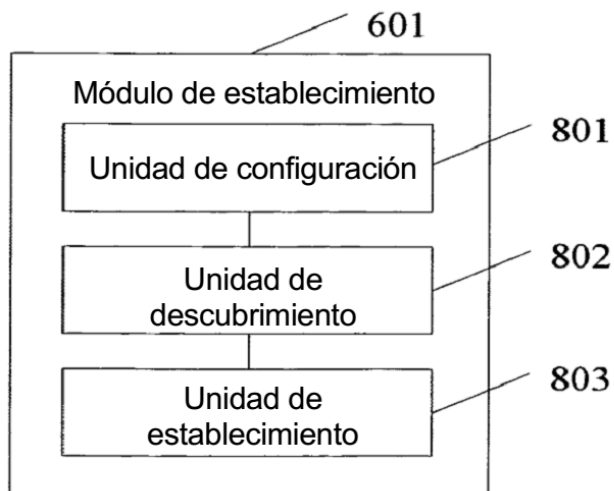 601
Módulo de establecimiento
801
Unidad de configuración
802
Unidad de
descubrimiento
803
Unidad de
establecimiento